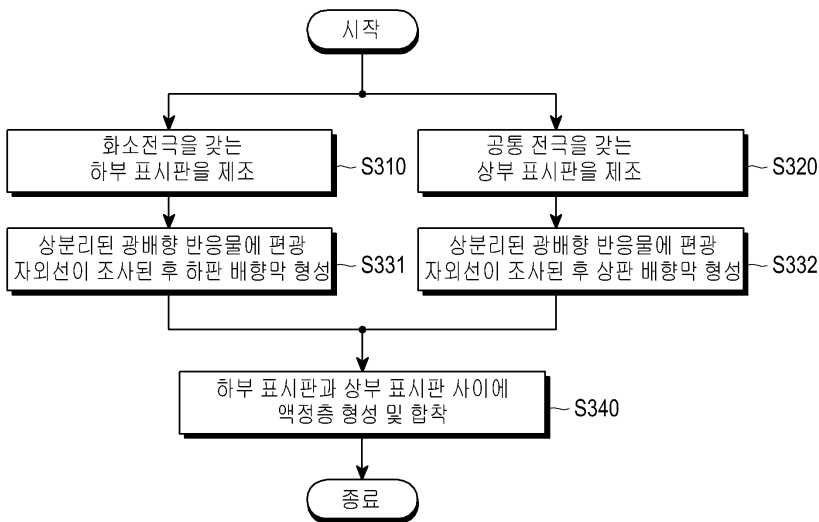 시작
화소전극을 갖는
하부 표시판을 제조
S310
공통 전극을 갖는
상부 표시판을 제조
S320
상분리된 광배향 반응물에 편광
자외선이 조사된 후 하판 배향막 형성
S331
상분리된 광배향 반응물에 편광
자외선이 조사된 후 상판 배향막 형성
S332
하부 표시판과 상부 표시판 사이에
액정층 형성 및 합착
S340
종료